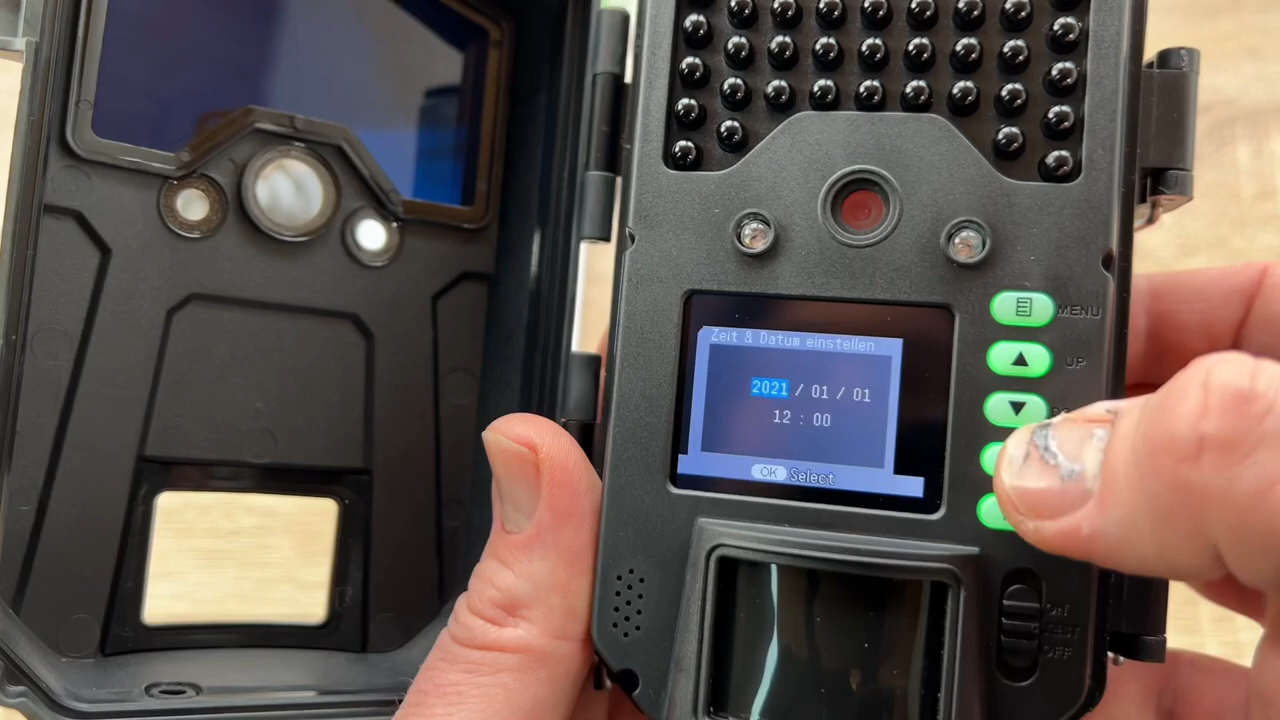 MENU
UP
Zeit & Datum einstellen
2021 / 01 / 01
12 : 00
OK Select
ON
TEST
OFF